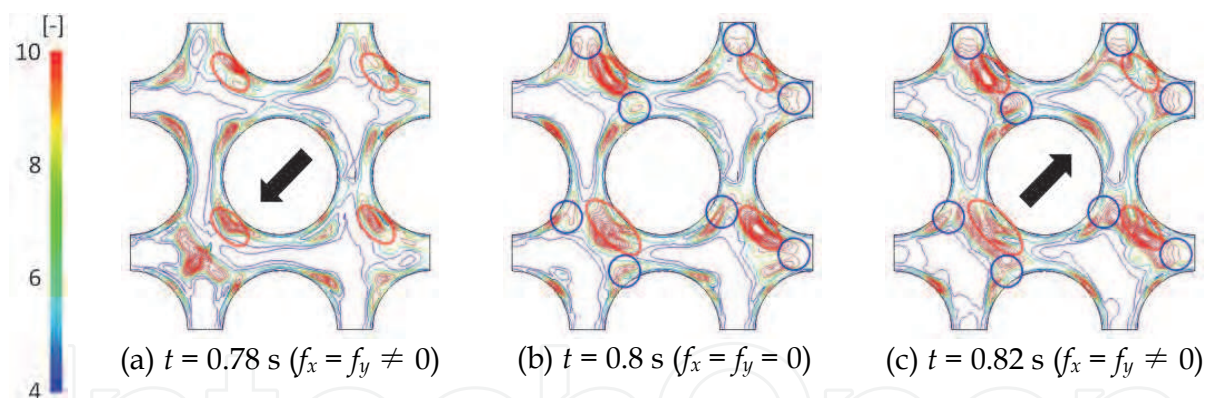 [-]
10
8
6
4
(a) t = 0.78 s (fx = fy ≠ 0)
(b) t = 0.8 s (fx = fy = 0)
(c) t = 0.82 s (fx = fy ≠ 0)